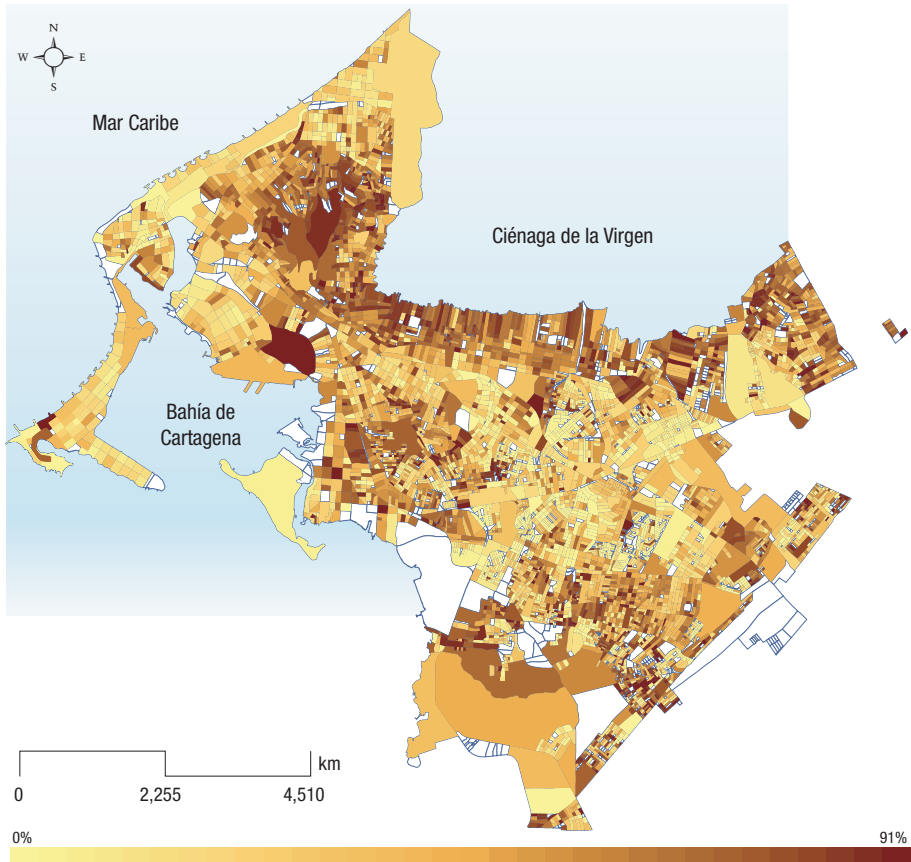 N
W E
S
Mar Caribe
Ciénaga de la Virgen
Bahía de
Cartagena
km
0 2,255 4,510
0% 91%